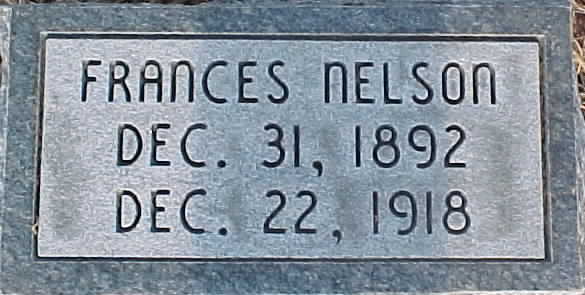 FRANCES NELSON
DEC. 31, 1892
DEC. 22, 1918